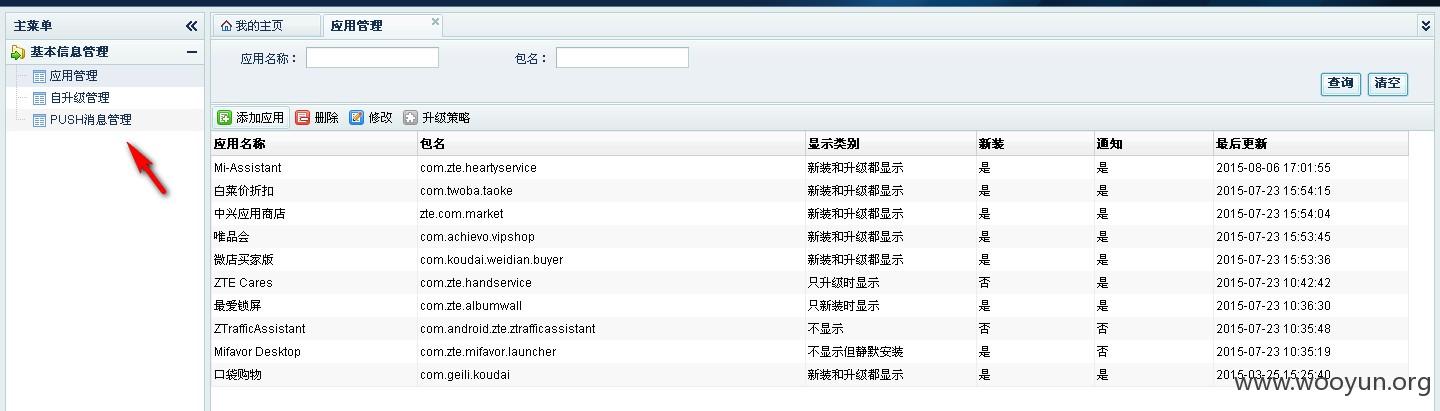 主菜单
我的主页
应用管理
基本信息管理
应用管理
自升级管理
PUSH消息管理
应用名称：
包名：
查询
清空
添加应用
删除
修改
升级策略
应用名称 包名 显示类别 新装 通知 最后更新
Mi-Assistant com.zte.heartyservice 新装和升级都显示 是 是 2015-08-06 17:01:55
白菜价折扣 com.twoba.taoke 新装和升级都显示 是 是 2015-07-23 15:54:15
中兴应用商店 zte.com.market 新装和升级都显示 是 是 2015-07-23 15:54:04
唯品会 com.achievo.vipshop 新装和升级都显示 是 是 2015-07-23 15:53:45
微店买家版 com.koudai.weidian.buyer 新装和升级都显示 是 是 2015-07-23 15:53:36
ZTE Cares com.zte.handservice 只升级时显示 否 是 2015-07-23 10:42:42
最爱锁屏 com.zte.albumwall 只新装时显示 是 是 2015-07-23 10:36:30
ZTrafficAssistant com.android.zte.ztrafficassistant 不显示 否 否 2015-07-23 10:35:48
Mifavor Desktop com.zte.mifavor.launcher 不显示但静默安装 是 否 2015-07-23 10:35:19
口袋购物 com.geili.koudai 新装和升级都显示 是 是 2015-03-25 15:25:40
www.wooyun.org